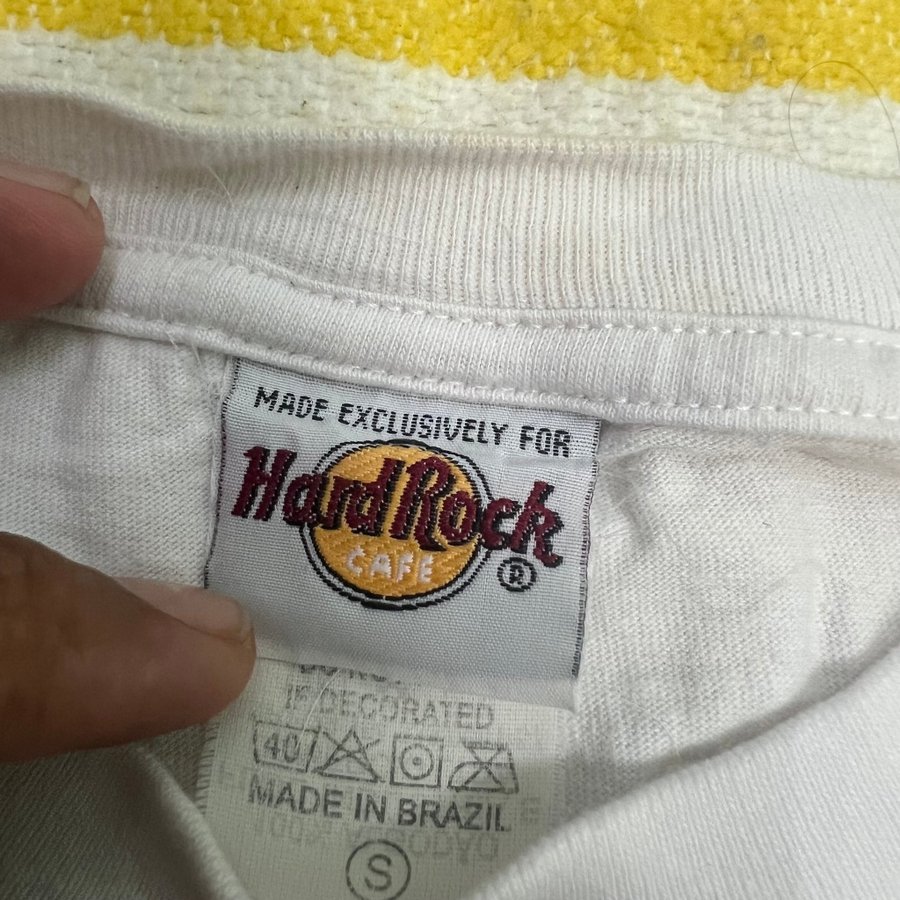 MADE EXCLUSIVELY FOR
Hard Rock
CAFE
®
IF DECORATED
40
MADE IN BRAZIL
S